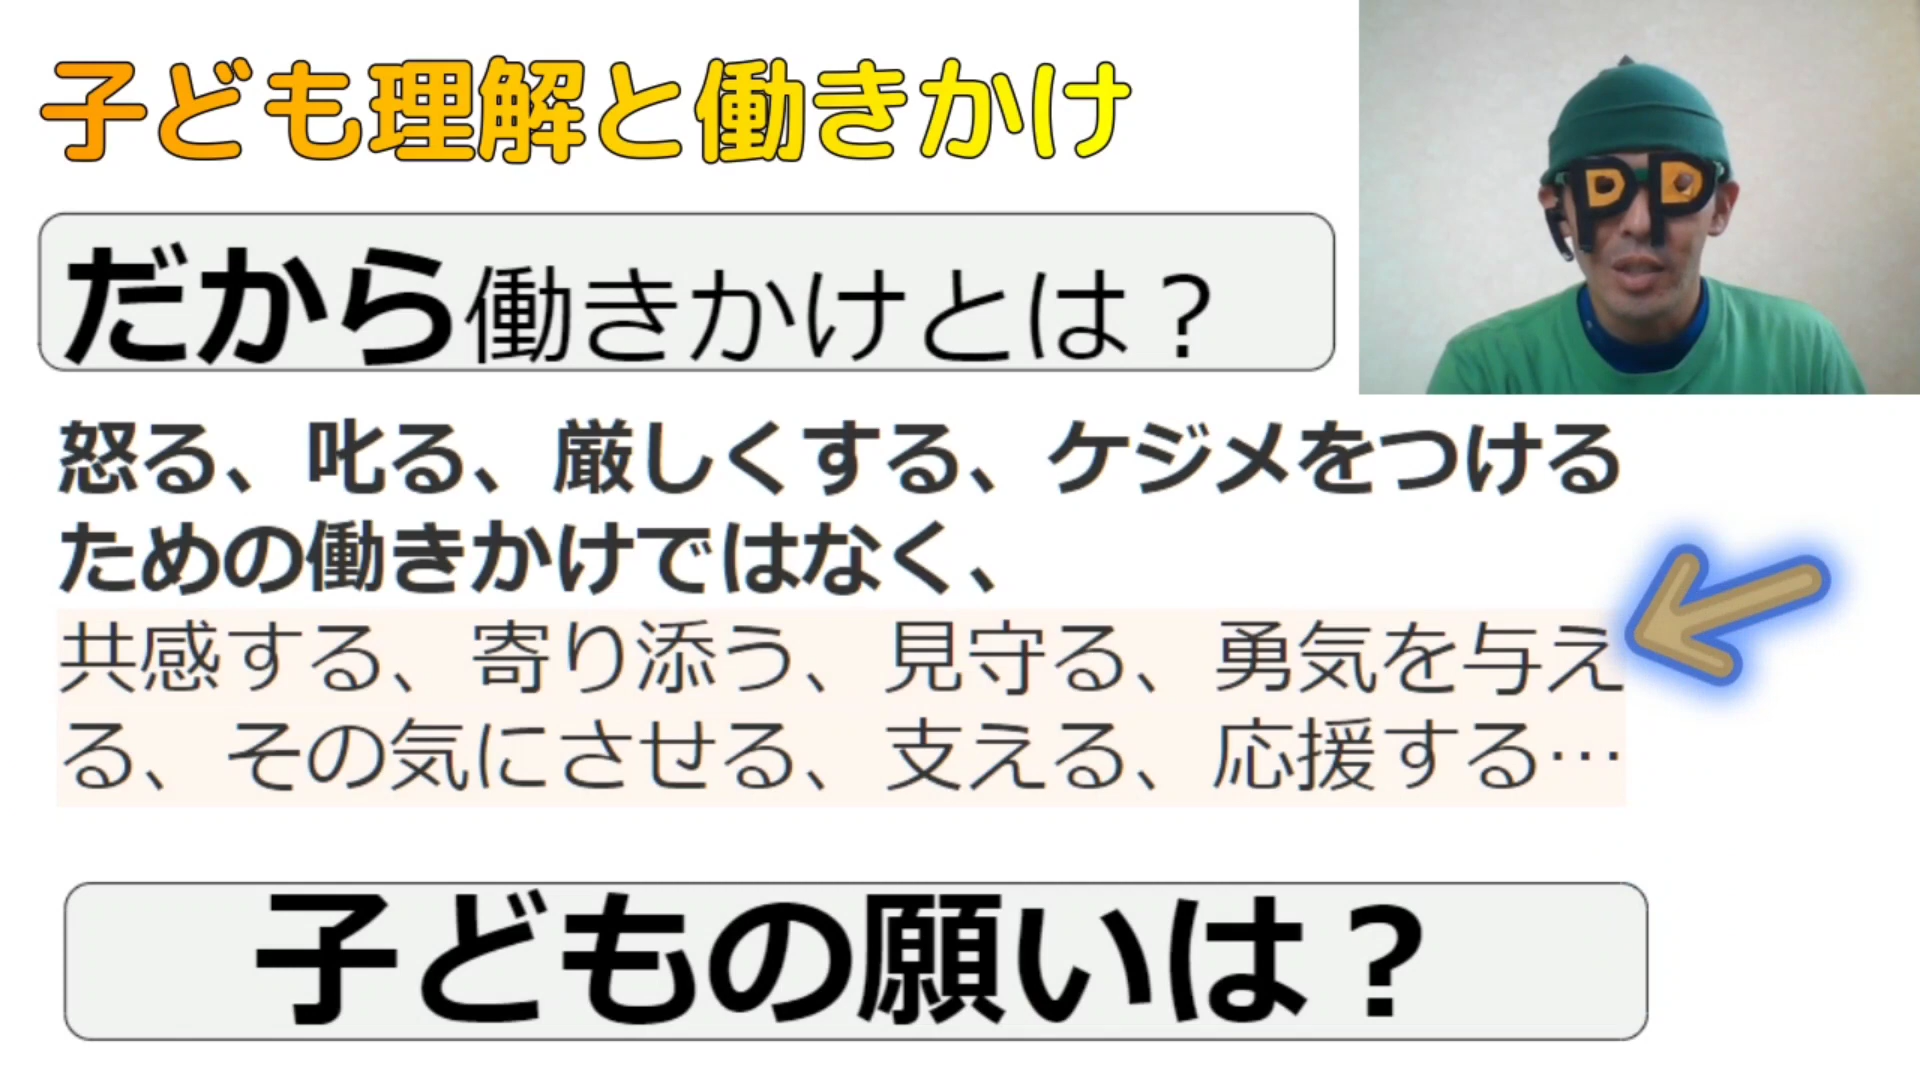 子ども理解と働きかけ
だから働きかけとは？
怒る、叱る、厳しくする、ケジメをつける
ための働きかけではなく、
共感する、寄り添う、見守る、勇気を与え
る、その気にさせる、支える、応援する…
子どもの願いは？
PP